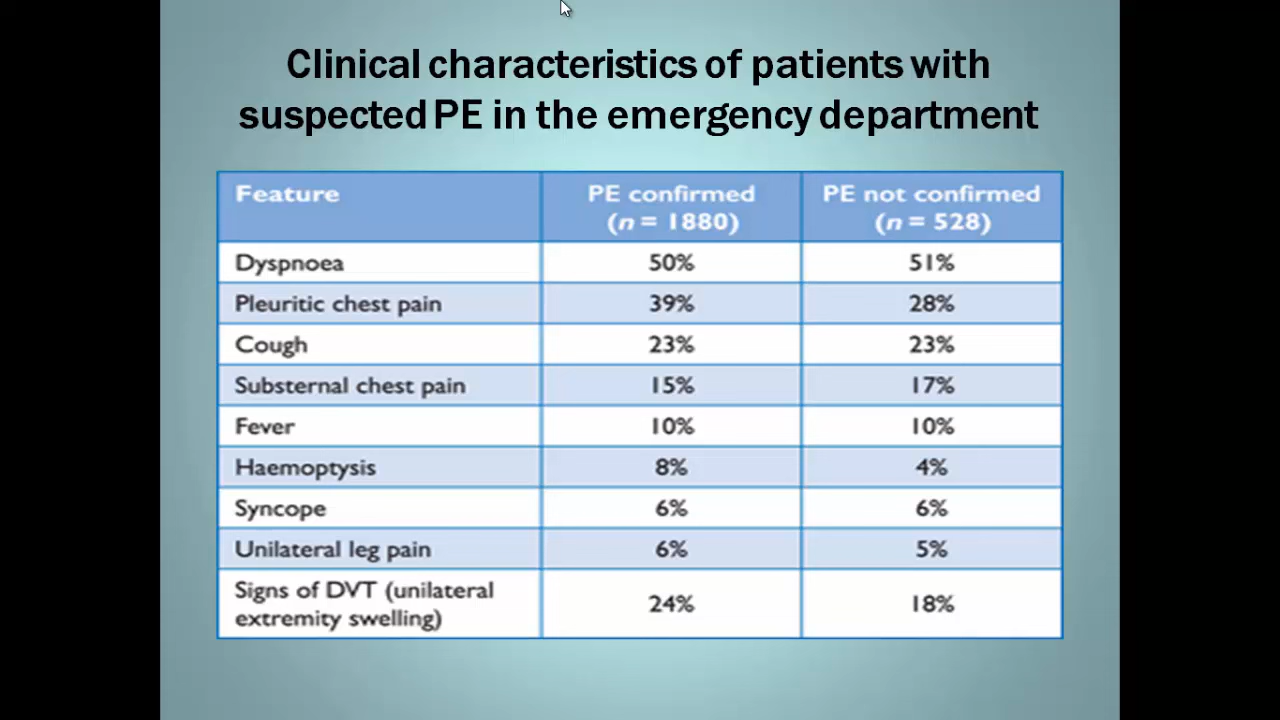 Clinical characteristics of patients with
suspected PE in the emergency department
Feature PE confirmed PE not confirmed
(n = 1880) (n = 528)
Dyspnoea 50% 51%
Pleuritic chest pain 39% 28%
Cough 23% 23%
Substernal chest pain 15% 17%
Fever 10% 10%
Haemoptysis 8% 4%
Syncope 6% 6%
Unilateral leg pain 6% 5%
Signs of DVT (unilateral
extremity swelling) 24% 18%